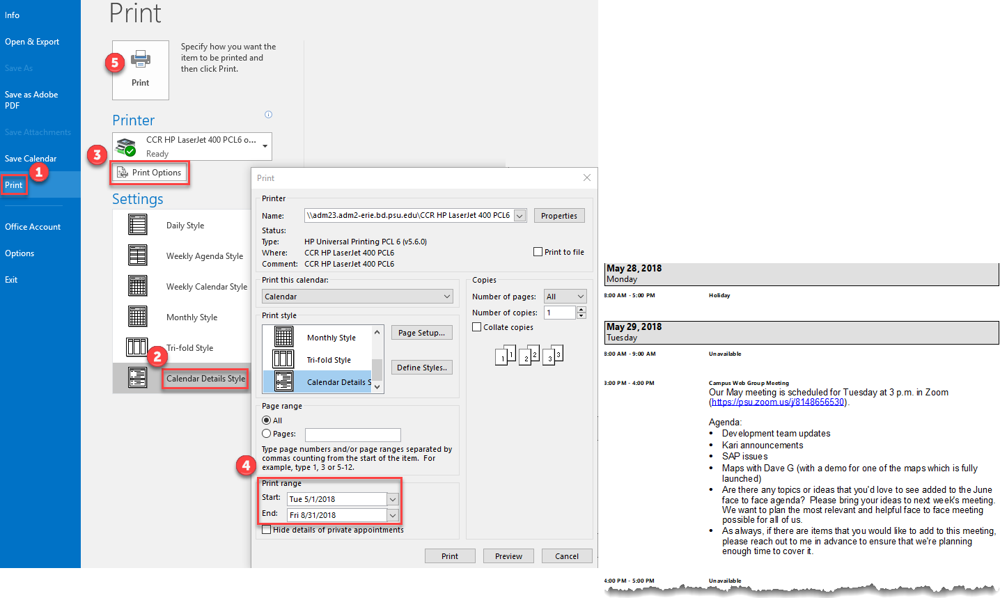 Info
Open & Export
Save As
Save as Adobe
PDF
Save Attachments
Save Calendar
1
Print
Office Account
Options
Exit
Print
5
Print
Specify how you want the
item to be printed and
then click Print.
Printer
CCR HP LaserJet 400 PCL6 o...
Ready
3
Print Options
Settings
Daily Style
Weekly Agenda Style
Weekly Calendar Style
Monthly Style
Tri-fold Style
2
Calendar Details Style
Print
Printer
Name: \\adm23.adm2-erie.bd.psu.edu\CCR HP LaserJet 400 PCL6 Properties
Status:
Type: HP Universal Printing PCL 6 (v5.6.0)
Where: CCR HP LaserJet 400 PCL6 Print to file
Comment: CCR HP LaserJet 400 PCL6
Print this calendar:
Calendar
Print style
Monthly Style
Tri-fold Style
Calendar Details S
Page Setup...
Define Styles..
Page range
All
Pages:
Type page numbers and/or page ranges separated by
commas counting from the start of the item. For
example, type 1, 3 or 5-12.
4
Print range
Start: Tue 5/1/2018
End: Fri 8/31/2018
Hide details of private appointments
Copies
Number of pages: All
Number of copies: 1
Collate copies
1 1 2 2 3 3
Print Preview Cancel
May 28, 2018
Monday
8:00 AM - 5:00 PM Holiday
May 29, 2018
Tuesday
8:00 AM - 9:00 AM Unavailable
3:00 PM - 4:00 PM Campus Web Group Meeting
Our May meeting is scheduled for Tuesday at 3 p.m. in Zoom
(https://psu.zoom.us/j/8148656530).
Agenda:
• Development team updates
• Kari announcements
• SAP issues
• Maps with Dave G (with a demo for one of the maps which is fully
launched)
• Are there any topics or ideas that you'd love to see added to the June
face to face agenda? Please bring your ideas to next week's meeting.
We want to plan the most relevant and helpful face to face meeting
possible for all of us.
• As always, if there are items that you would like to add to this meeting,
please reach out to me in advance to ensure that we're planning
enough time to cover it.
4:00 PM - 5:00 PM Unavailable